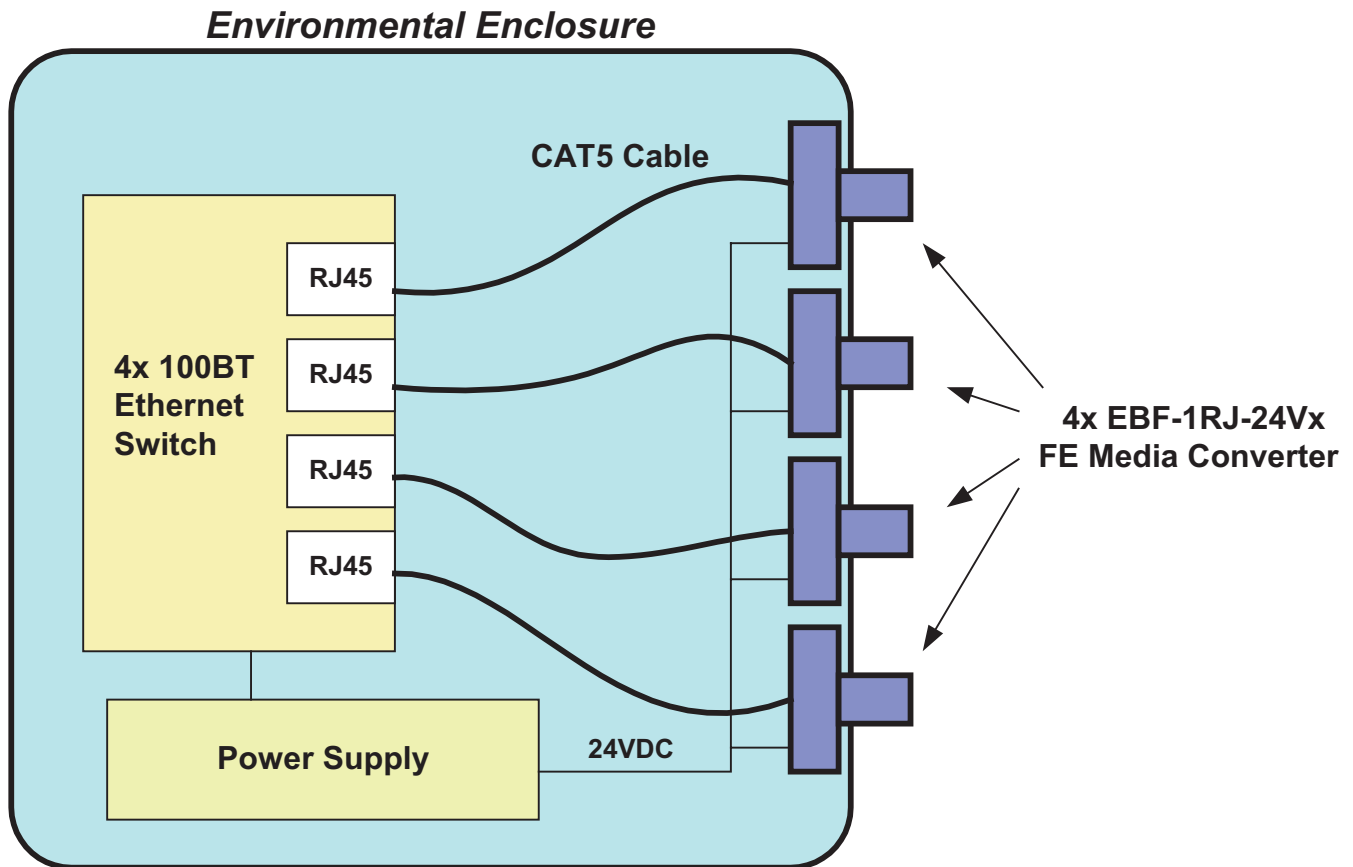 Environmental Enclosure
CAT5 Cable
RJ45
RJ45
RJ45
RJ45
4x 100BT
Ethernet
Switch
4x EBF-1RJ-24Vx
FE Media Converter
Power Supply
24VDC